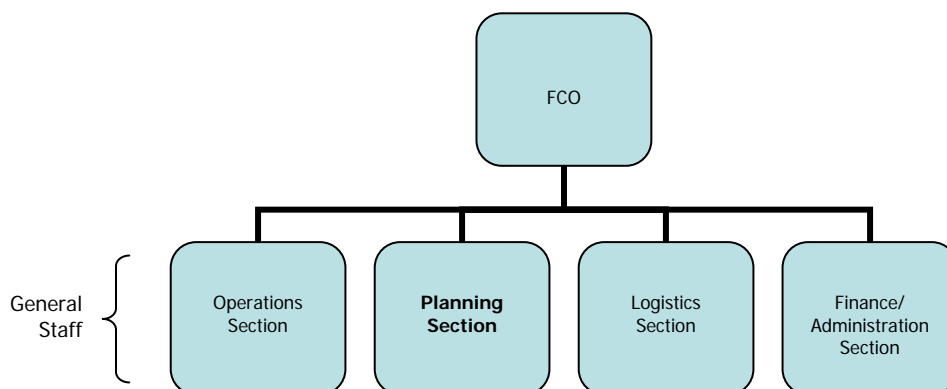 FCO
General
Staff
Operations
Section
Planning
Section
Logistics
Section
Finance/
Administration
Section